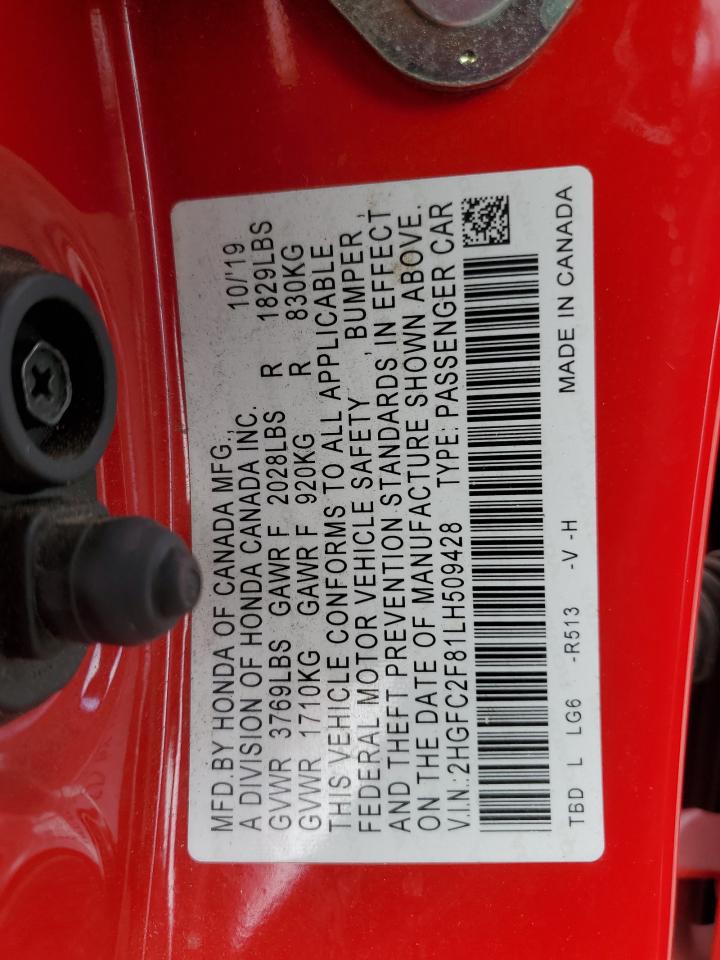 MFD.BY HONDA OF CANADA MFG., 10/'19
A DIVISION OF HONDA CANADA INC.
GVWR 3769LBS GAWR F 2028LBS R 1829LBS
GVWR 1710KG GAWR F 920KG R 830KG
THIS VEHICLE CONFORMS TO ALL APPLICABLE
FEDERAL MOTOR VEHICLE SAFETY, BUMPER,
AND THEFT PREVENTION STANDARDS, IN EFFECT
ON THE DATE OF MANUFACTURE SHOWN ABOVE.
V.I.N.:2HGFC2F81LH509428 TYPE: PASSENGER CAR
TBD L LG6 -R513 -V -H MADE IN CANADA